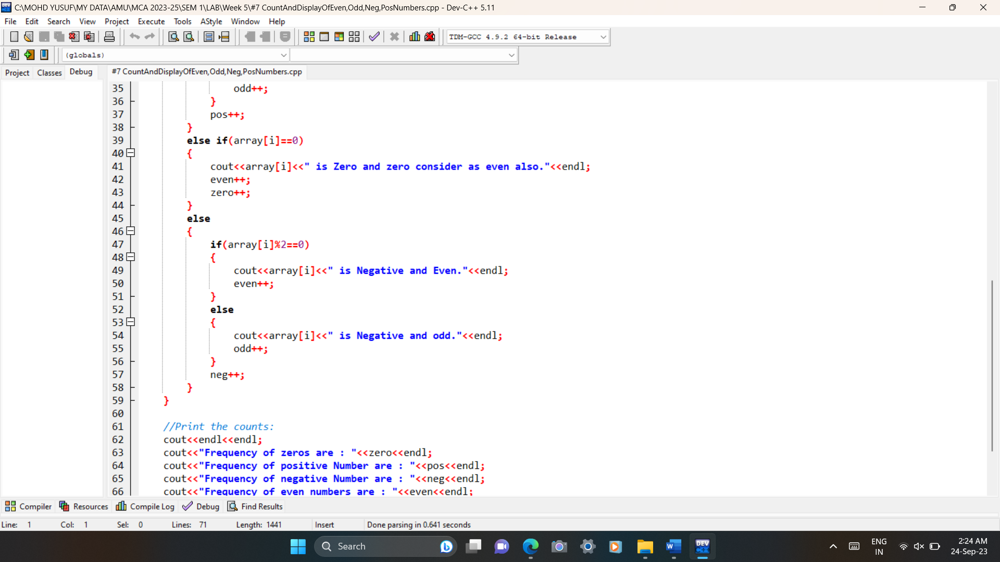 C:\MOHD YUSUF\MY DATA\AMU\MCA 2023-25\SEM 1\LAB\Week 5\#7 CountAndDisplayOfEven,Odd,Neg,PosNumbers.cpp - Dev-C++ 5.11
File Edit Search View Project Execute Tools AStyle Window Help
TDM-GCC 4.9.2 64-bit Release
(globals)
Project Classes Debug #7 CountAndDisplayOfEven,Odd,Neg,PosNumbers.cpp
35 odd++;
36 }
37 pos++;
38 }
39 else if(array[i]==0)
40 {
41 cout<<array[i]<<" is Zero and zero consider as even also."<<endl;
42 even++;
43 zero++;
44 }
45 else
46 {
47 if(array[i]%2==0)
48 {
49 cout<<array[i]<<" is Negative and Even."<<endl;
50 even++;
51 }
52 else
53 {
54 cout<<array[i]<<" is Negative and odd."<<endl;
55 odd++;
56 }
57 neg++;
58 }
59 }
60
61 //Print the counts:
62 cout<<endl<<endl;
63 cout<<"Frequency of zeros are : "<<zero<<endl;
64 cout<<"Frequency of positive Number are : "<<pos<<endl;
65 cout<<"Frequency of negative Number are : "<<neg<<endl;
66 cout<<"Frequency of even numbers are : "<<even<<endl;
Compiler Resources Compile Log Debug Find Results
Line: 1 Col: 1 Sel: 0 Lines: 71 Length: 1441 Insert Done parsing in 0.641 seconds
Search W DEV C++ ENG 2:24 AM
IN 24-Sep-23